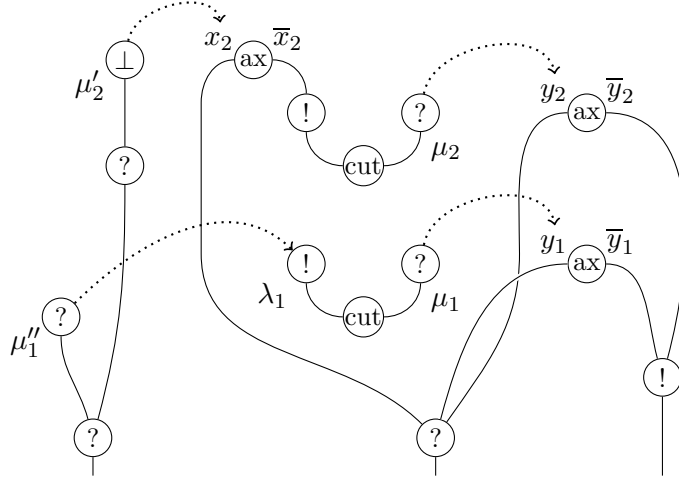 x₂ x̄₂
⊥ ax
μ′₂ y₂ ȳ₂
! ? ax
μ₂
? cut
y₁ ȳ₁
! ? ax
λ₁ μ₁
? cut
μ″₁
!
? ?